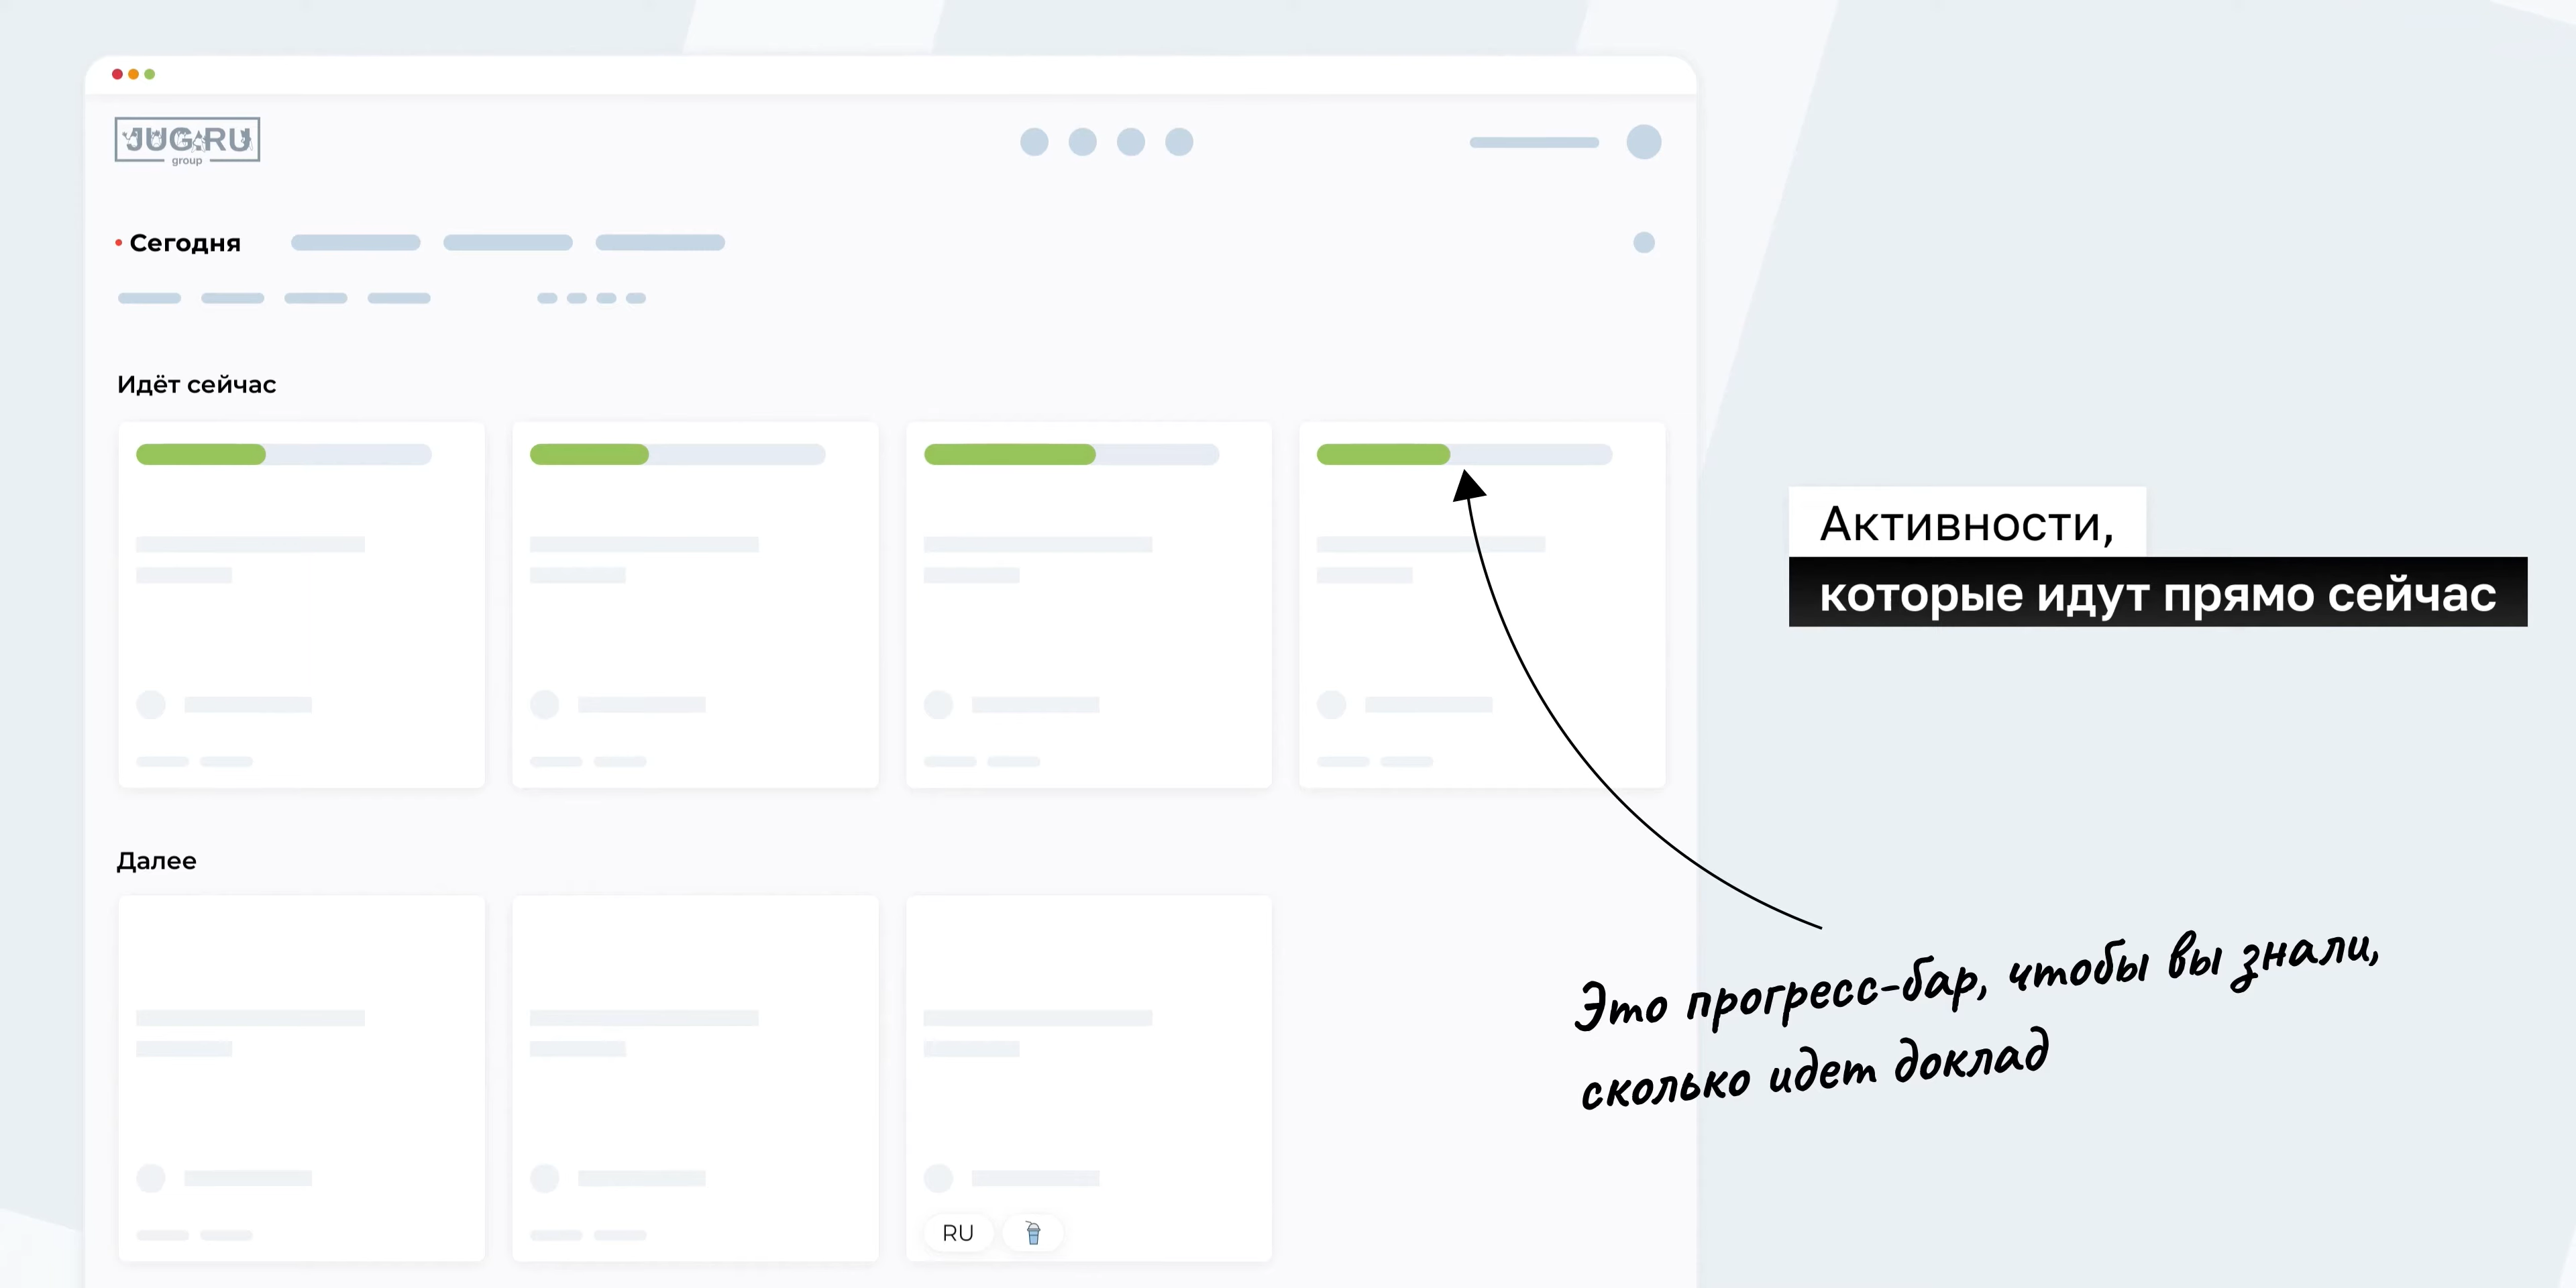 JUG.RU
group
Сегодня
Идёт сейчас
Активности,
которые идут прямо сейчас
Далее
Это прогресс-бар, чтобы вы знали,
сколько идет доклад
RU